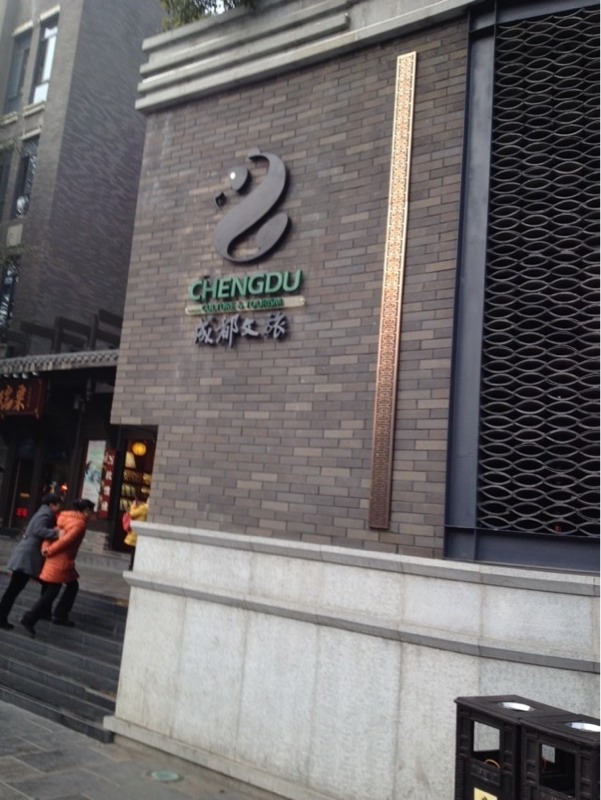 CHENGDU
CULTURE & TOURISM
成都文旅